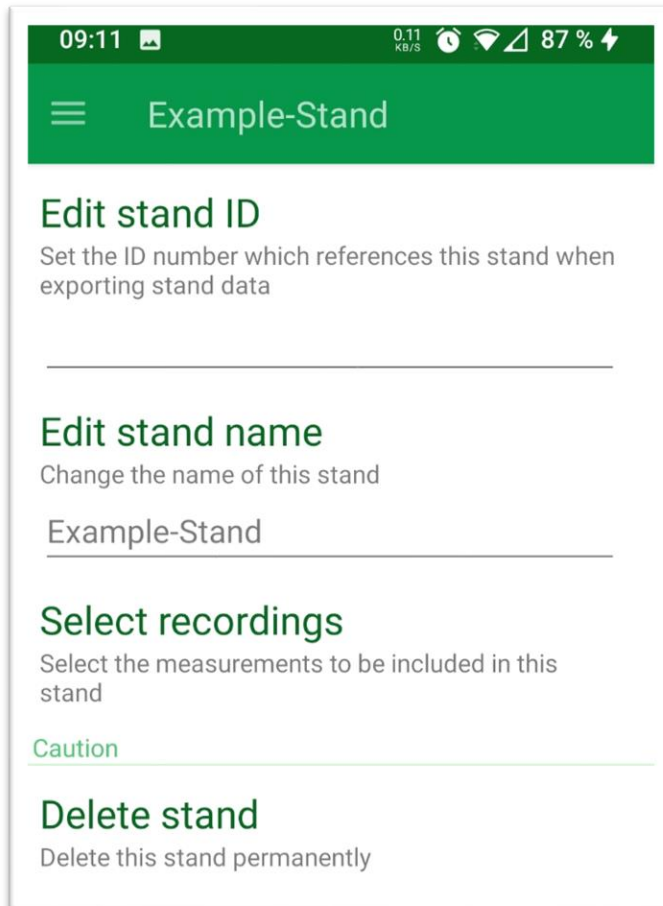 09:11 0.11 KB/S 87 %
Example-Stand
Edit stand ID
Set the ID number which references this stand when
exporting stand data
Edit stand name
Change the name of this stand
Example-Stand
Select recordings
Select the measurements to be included in this
stand
Caution
Delete stand
Delete this stand permanently